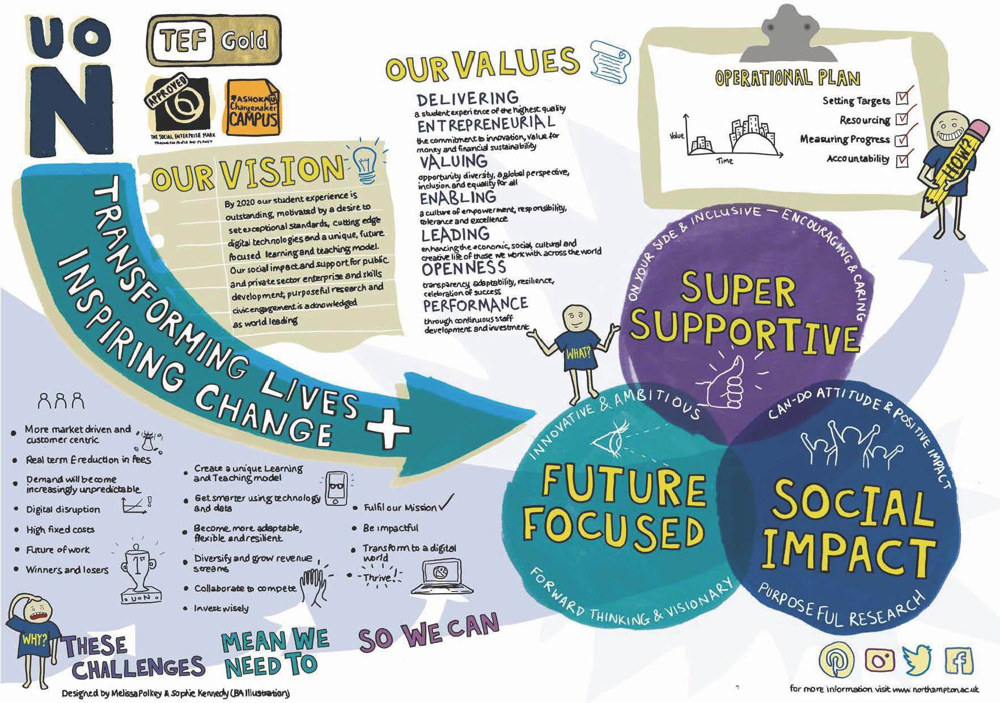 UO
N
TEF Gold
APPROVED
THE SOCIAL ENTERPRISE MARK
TRADING FOR PEOPLE AND PLANET
#ASHOKAU
Changemaker
CAMPUS
OUR VISION
By 2020 our student experience is
outstanding, motivated by a desire to
set exceptional standards, cutting edge
digital technologies and a unique, future
focused learning and teaching model.
Our social impact and support for public
and private sector enterprise and skills
development, purposeful research and
civic engagement is acknowledged
as world leading
TRANSFORMING LIVES
INSPIRING CHANGE
+
OUR VALUES
DELIVERING
a student experience of the highest quality
ENTREPRENEURIAL
the commitment to innovation, value for
money and financial sustainability
VALUING
opportunity diversity, a global perspective,
inclusion and equality for all
ENABLING
a culture of empowerment, responsibility,
tolerance and excellence
LEADING
enhancing the economic, social, cultural and
creative life of those we work with across the world
OPENNESS
transparency, adaptability, resilience,
celebration of success
PERFORMANCE
through continuous staff
development and investment
OPERATIONAL PLAN
Value
Time
Setting Targets
Resourcing
Measuring Progress
Accountability
HOW?
WHAT?
ON YOUR SIDE & INCLUSIVE — ENCOURAGING & CARING
SUPER
SUPPORTIVE
INNOVATIVE & AMBITIOUS
FUTURE
FOCUSED
FORWARD THINKING & VISIONARY
CAN-DO ATTITUDE & POSITIVE IMPACT
SOCIAL
IMPACT
PURPOSEFUL RESEARCH
• More market driven and
customer centric
• Real term £ reduction in fees
• Demand will become
increasingly unpredictable
• Digital disruption
!
• High fixed costs
• Future of work
• Winners and losers
1ST
UON
WHY?
THESE
CHALLENGES
• Create a unique Learning
and Teaching model
• Get smarter using technology
and data
• Become more adaptable,
flexible and resilient
• Diversify and grow revenue
streams
• Collaborate to compete
• Invest wisely
MEAN WE
NEED TO
• Fulfil our Mission
• Be impactful
• Transform to a digital
world
• - Thrive! -
SO WE CAN
Designed by Melissa Polkey & Sophie Kennedy (BA Illustration)
for more information visit www.northampton.ac.uk